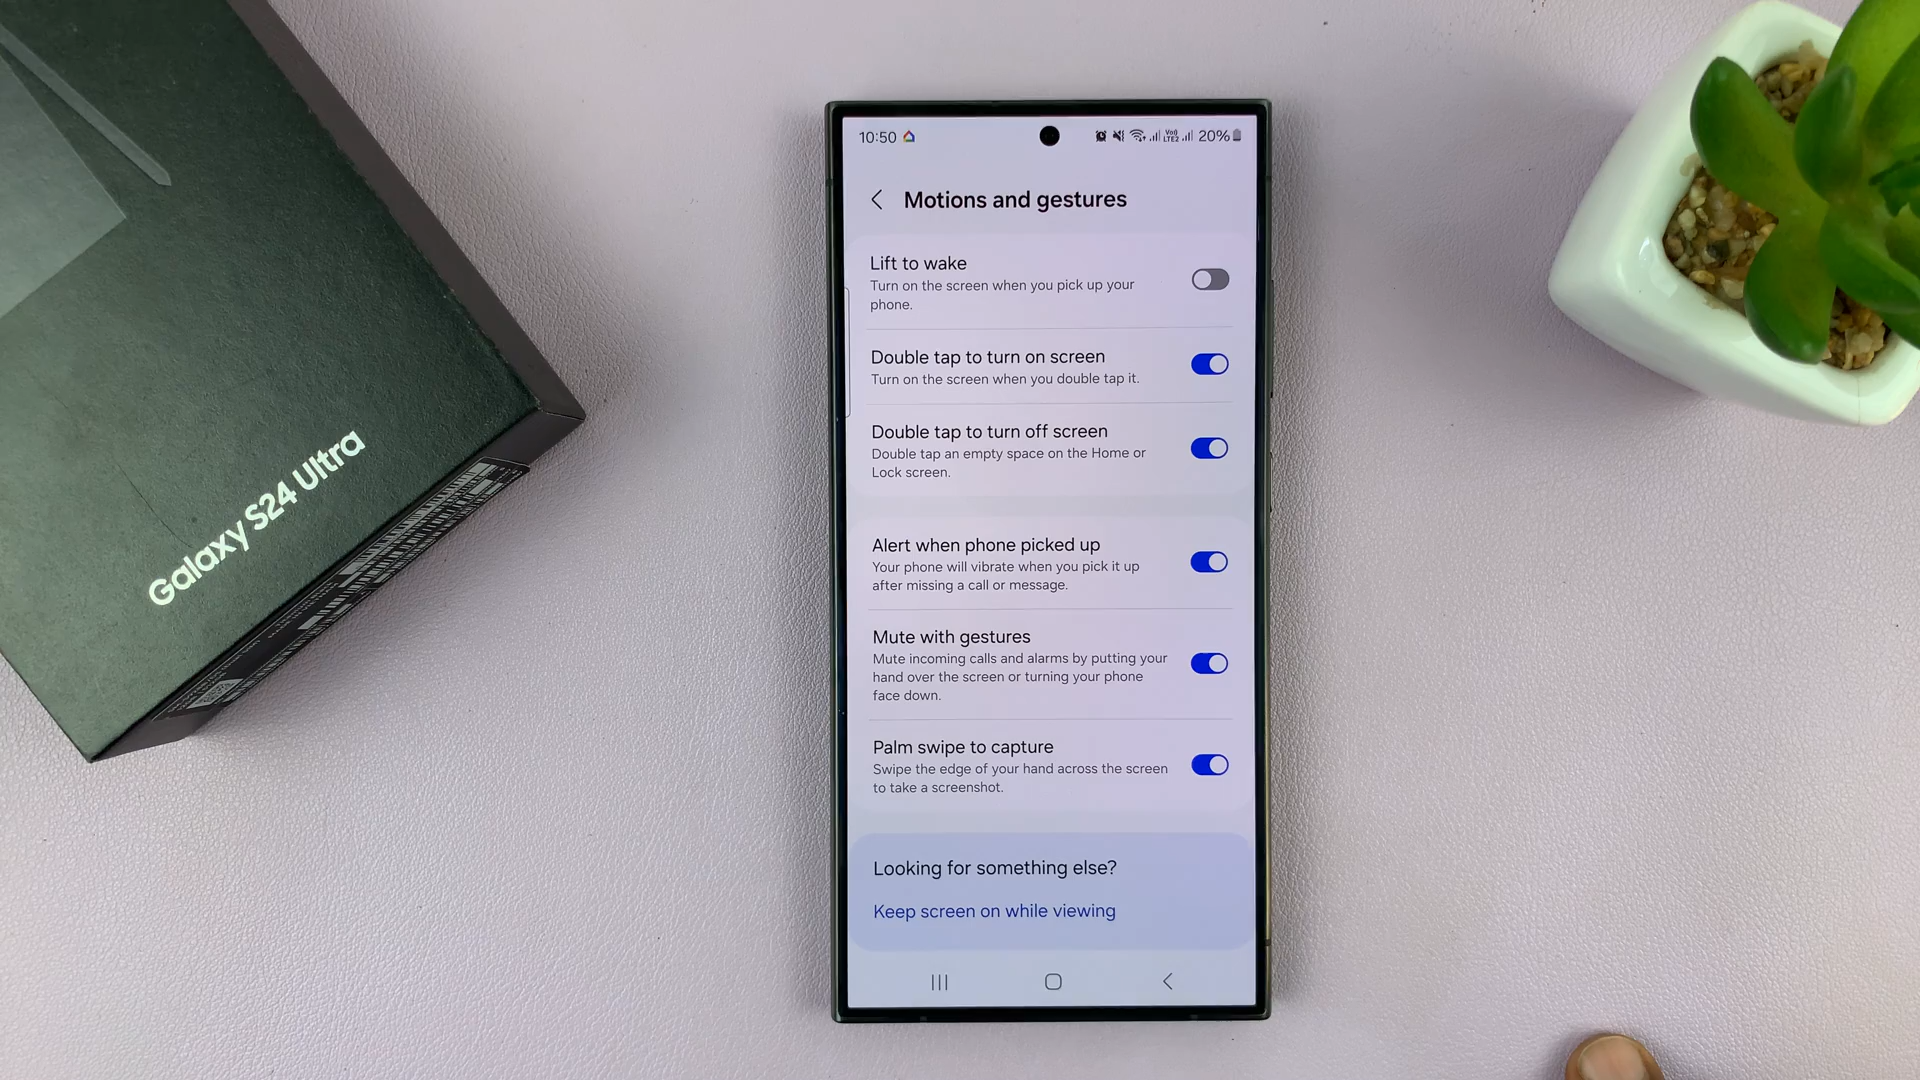 Galaxy S24 Ultra
10:50
Vo))
LTE2
20%
Motions and gestures
Lift to wake
Turn on the screen when you pick up your
phone.
Double tap to turn on screen
Turn on the screen when you double tap it.
Double tap to turn off screen
Double tap an empty space on the Home or
Lock screen.
Alert when phone picked up
Your phone will vibrate when you pick it up
after missing a call or message.
Mute with gestures
Mute incoming calls and alarms by putting your
hand over the screen or turning your phone
face down.
Palm swipe to capture
Swipe the edge of your hand across the screen
to take a screenshot.
Looking for something else?
Keep screen on while viewing